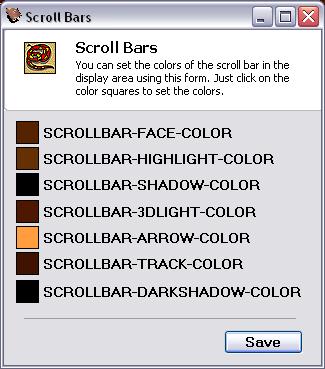 Scroll Bars
Scroll Bars
You can set the colors of the scroll bar in the
display area using this form. Just click on the
color squares to set the colors.
SCROLLBAR-FACE-COLOR
SCROLLBAR-HIGHLIGHT-COLOR
SCROLLBAR-SHADOW-COLOR
SCROLLBAR-3DLIGHT-COLOR
SCROLLBAR-ARROW-COLOR
SCROLLBAR-TRACK-COLOR
SCROLLBAR-DARKSHADOW-COLOR
Save